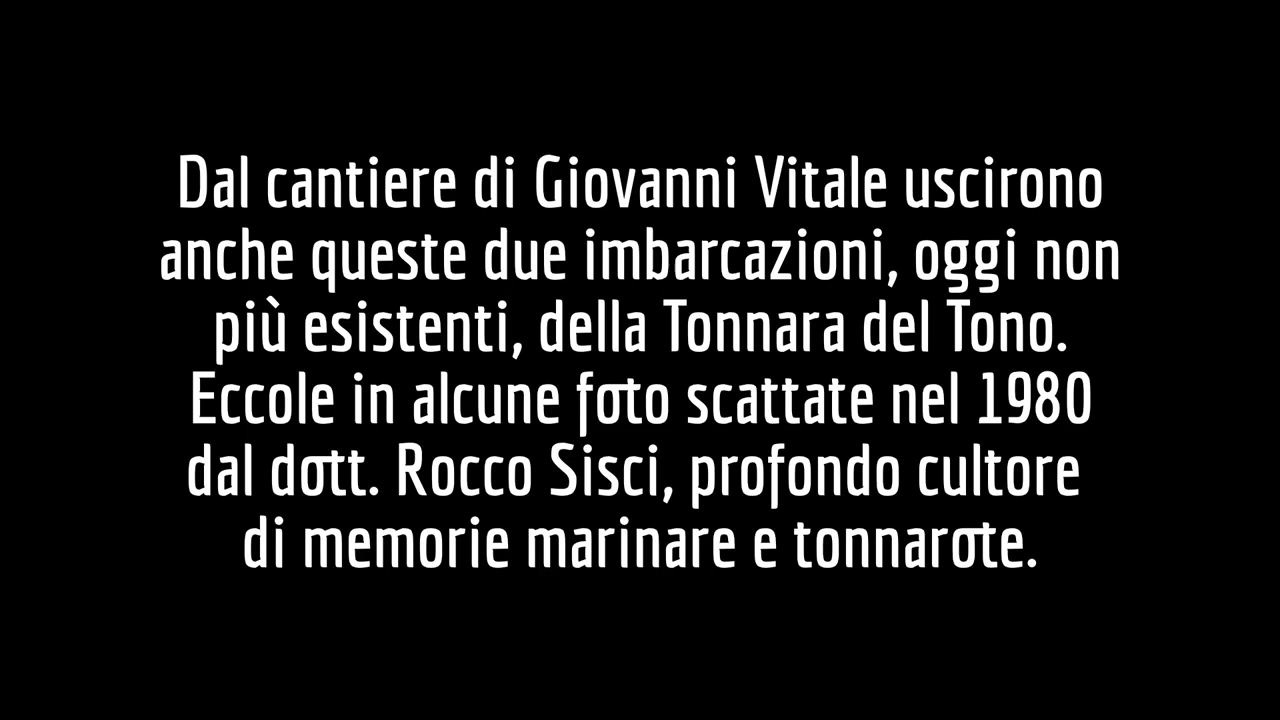 Dal cantiere di Giovanni Vitale uscirono
anche queste due imbarcazioni, oggi non
più esistenti, della Tonnara del Tono.
Eccole in alcune foto scattate nel 1980
dal dott. Rocco Sisci, profondo cultore
di memorie marinare e tonnarote.